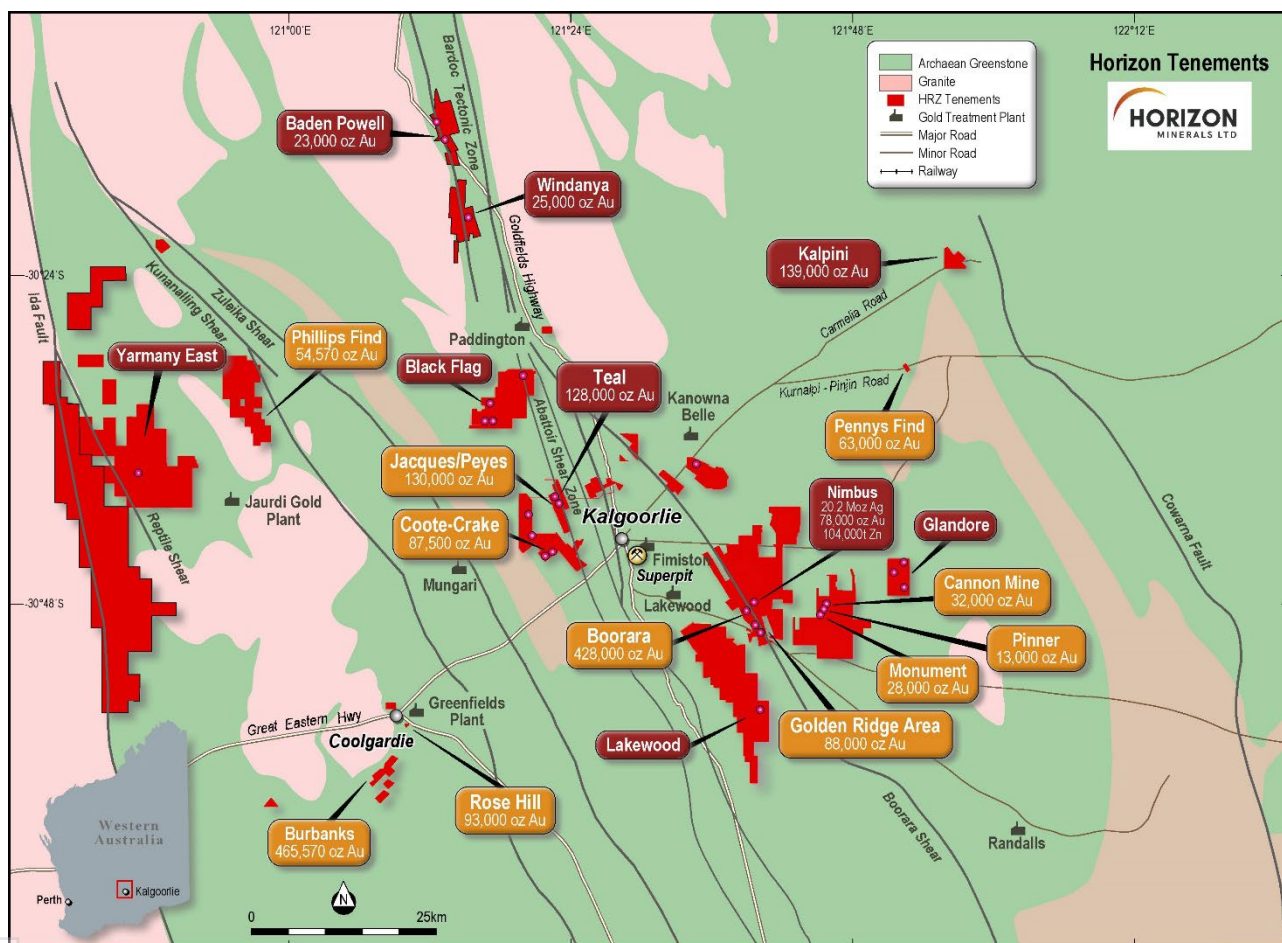 121°00'E
121°24'E
121°48'E
122°12'E
Archaean Greenstone
Granite
HRZ Tenements
Gold Treatment Plant
Major Road
Minor Road
Railway
Horizon Tenements
HORIZON
MINERALS LTD
Bardoc Tectonic Zone
Baden Powell
23,000 oz Au
Windanya
25,000 oz Au
Goldfields Highway
Kalpini
139,000 oz Au
-30°24'S
Ida Fault
Kunanalling Shear
Zuleika Shear
Carmelia Road
Phillips Find
54,570 oz Au
Paddington
Yarmany East
Black Flag
Teal
128,000 oz Au
Kurnalpi - Pinjin Road
Kanowna
Belle
Pennys Find
63,000 oz Au
Abattoir Shear Zone
Jacques/Peyes
130,000 oz Au
Jaurdi Gold
Plant
Reptile Shear
Kalgoorlie
Nimbus
20.2 Moz Ag
78,000 oz Au
104,000t Zn
Glandore
Cowarna Fault
Coote-Crake
87,500 oz Au
Fimiston
Superpit
Mungari
Lakewood
Cannon Mine
32,000 oz Au
-30°48'S
Boorara
428,000 oz Au
Pinner
13,000 oz Au
Monument
28,000 oz Au
Greenfields
Plant
Great Eastern Hwy
Coolgardie
Lakewood
Golden Ridge Area
88,000 oz Au
Rose Hill
93,000 oz Au
Burbanks
465,570 oz Au
Boorara Shear
Randalls
Western
Australia
Perth
Kalgoorlie
N
0
25km